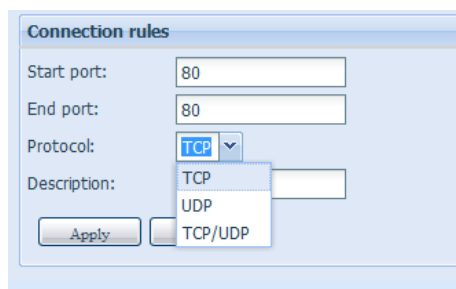 Connection rules
Start port: 80
End port: 80
Protocol: TCP
TCP
Description:
UDP
Apply
TCP/UDP